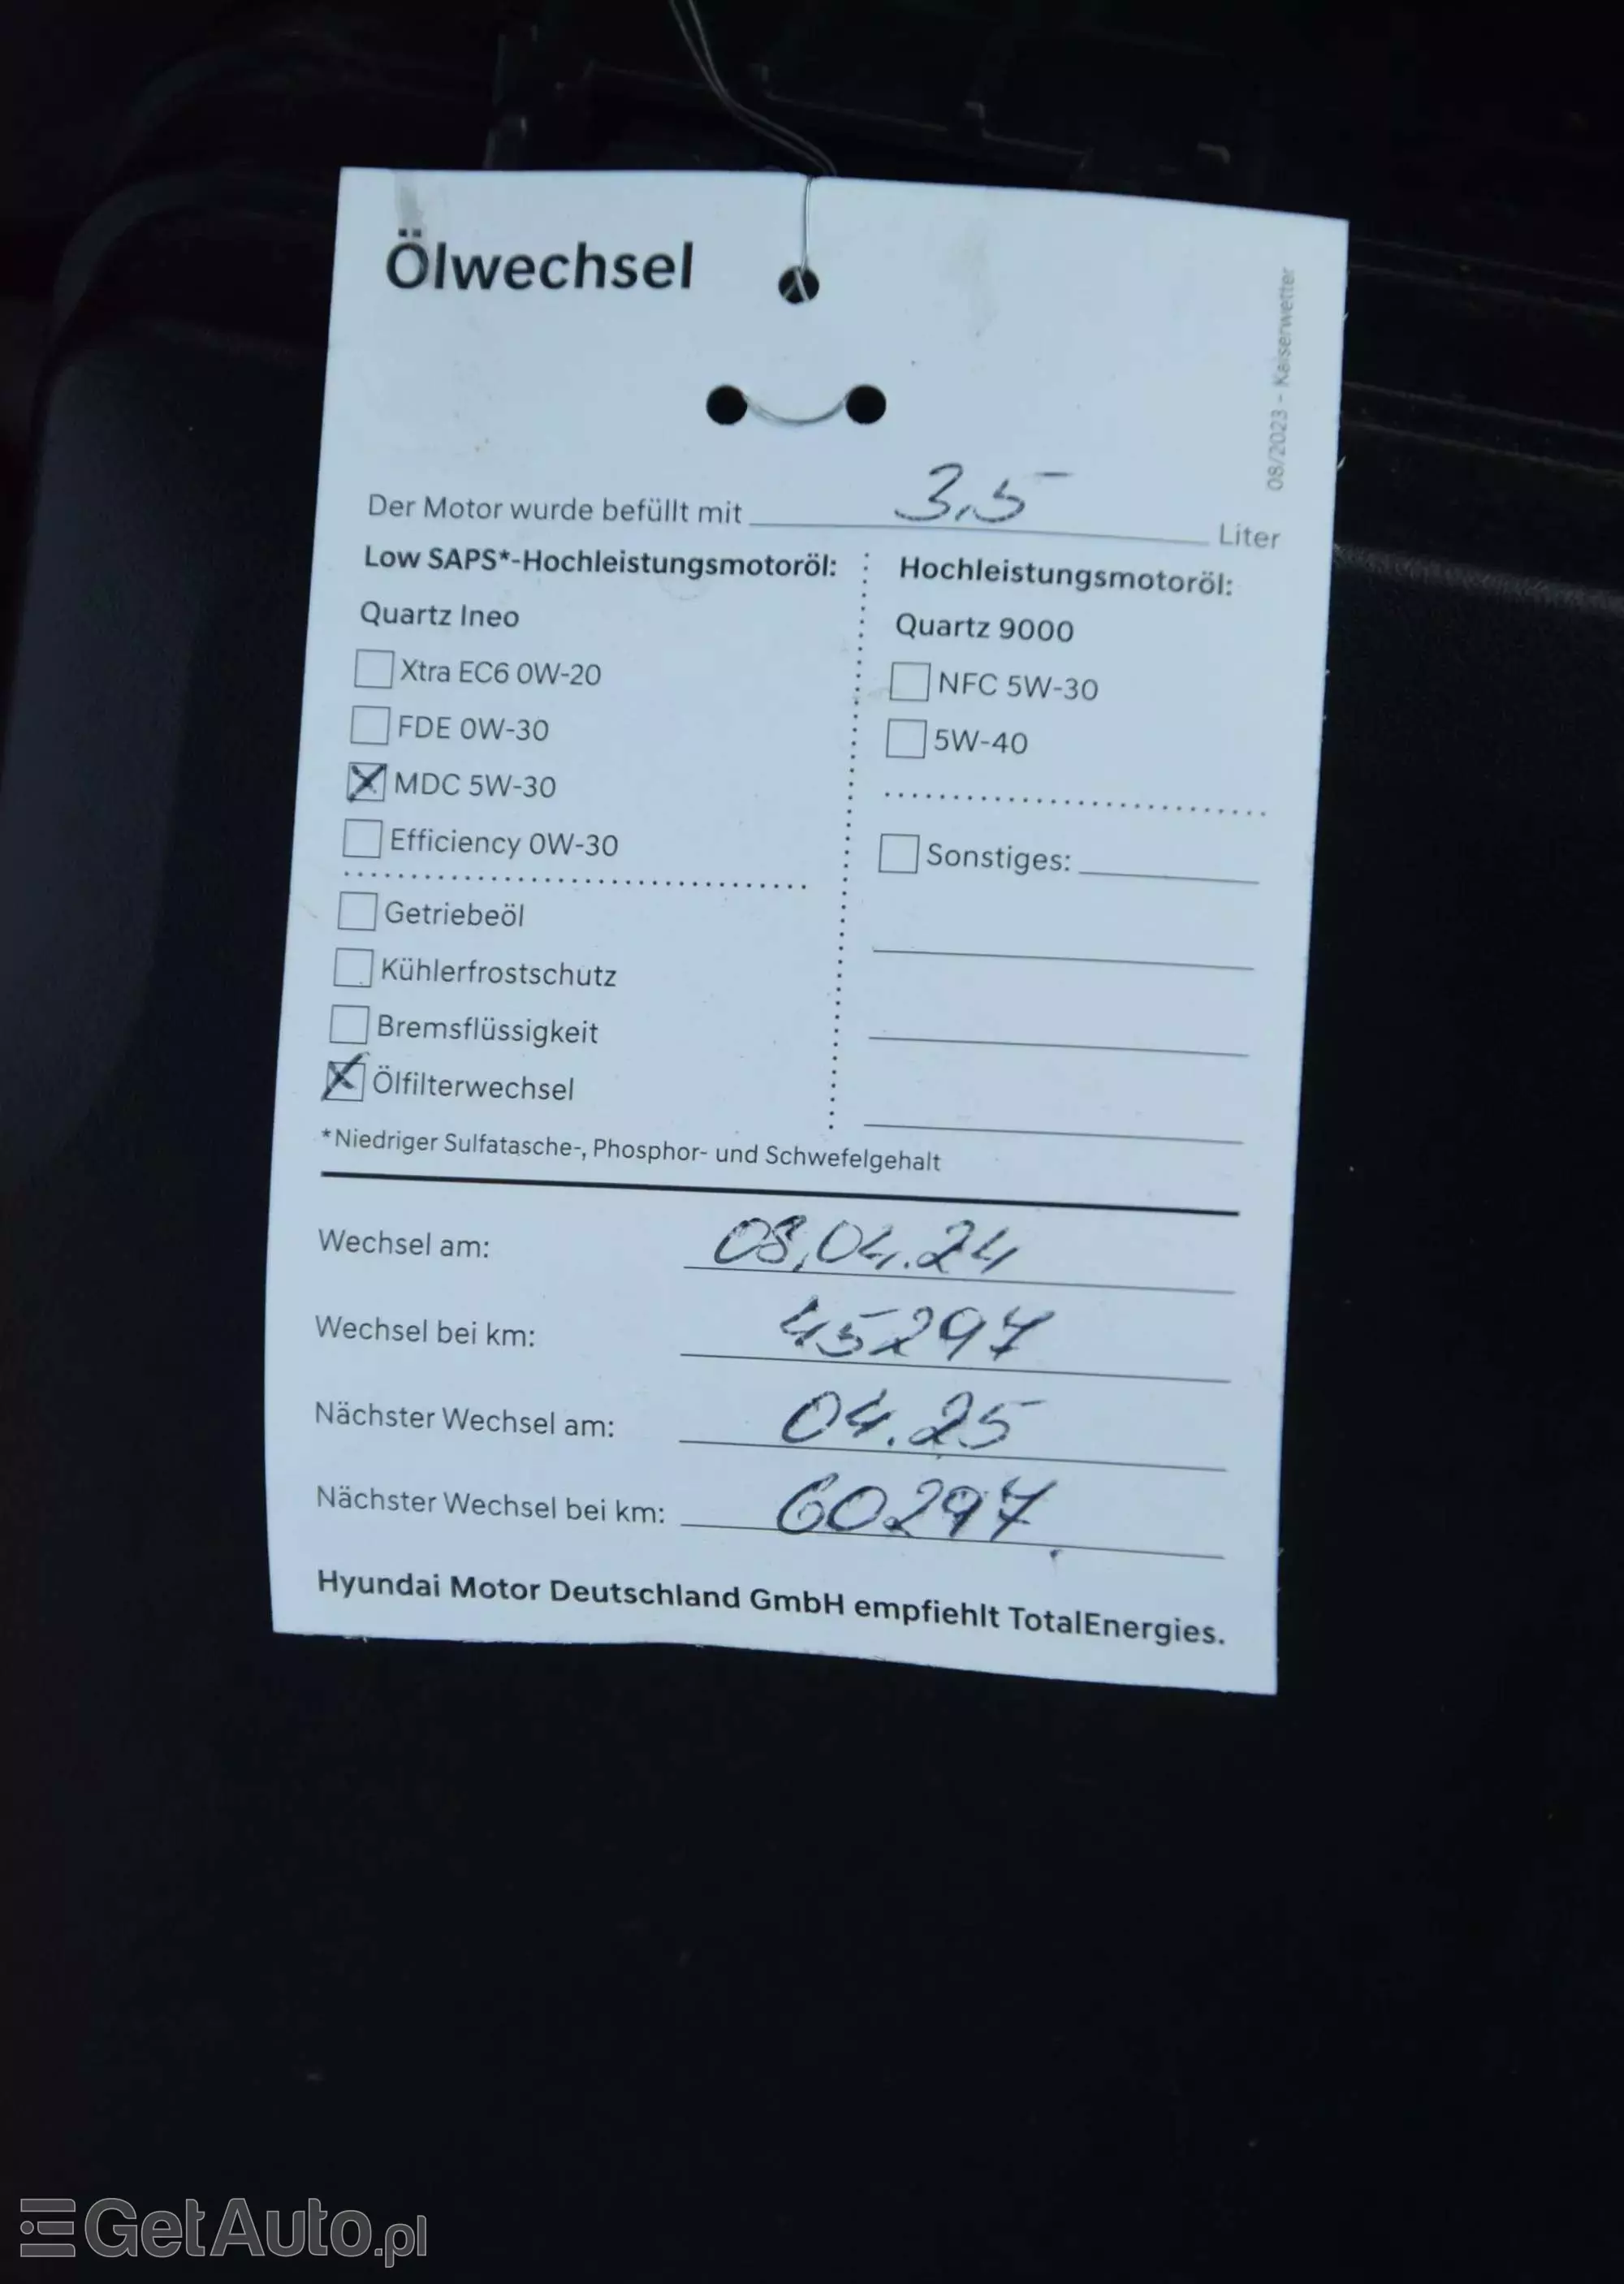 Ölwechsel
08/2023 - Kaiserwetter
Der Motor wurde befüllt mit 3,5 Liter
Low SAPS*-Hochleistungsmotoröl:
Quartz Ineo
Xtra EC6 0W-20
FDE 0W-30
MDC 5W-30
Efficiency 0W-30
Getriebeöl
Kühlerfrostschutz
Bremsflüssigkeit
Ölfilterwechsel
Hochleistungsmotoröl:
Quartz 9000
NFC 5W-30
5W-40
Sonstiges:
*Niedriger Sulfatasche-, Phosphor- und Schwefelgehalt
Wechsel am: 08.04.24
Wechsel bei km: 45297
Nächster Wechsel am: 04.25
Nächster Wechsel bei km: 60297
Hyundai Motor Deutschland GmbH empfiehlt TotalEnergies.
GetAuto.pl